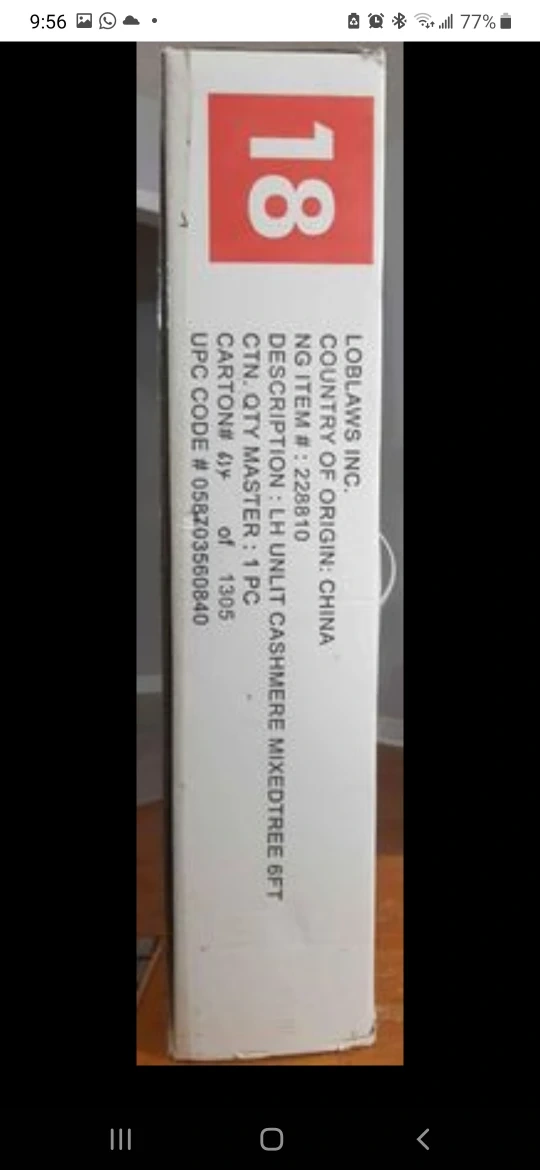 9:56
77%
18
LOBLAWS INC.
COUNTRY OF ORIGIN: CHINA
NG ITEM # : 228810
DESCRIPTION : LH UNLIT CASHMERE MIXEDTREE 6FT
CTN. QTY MASTER : 1 PC
CARTON# of 1305
UPC CODE # 058703560840